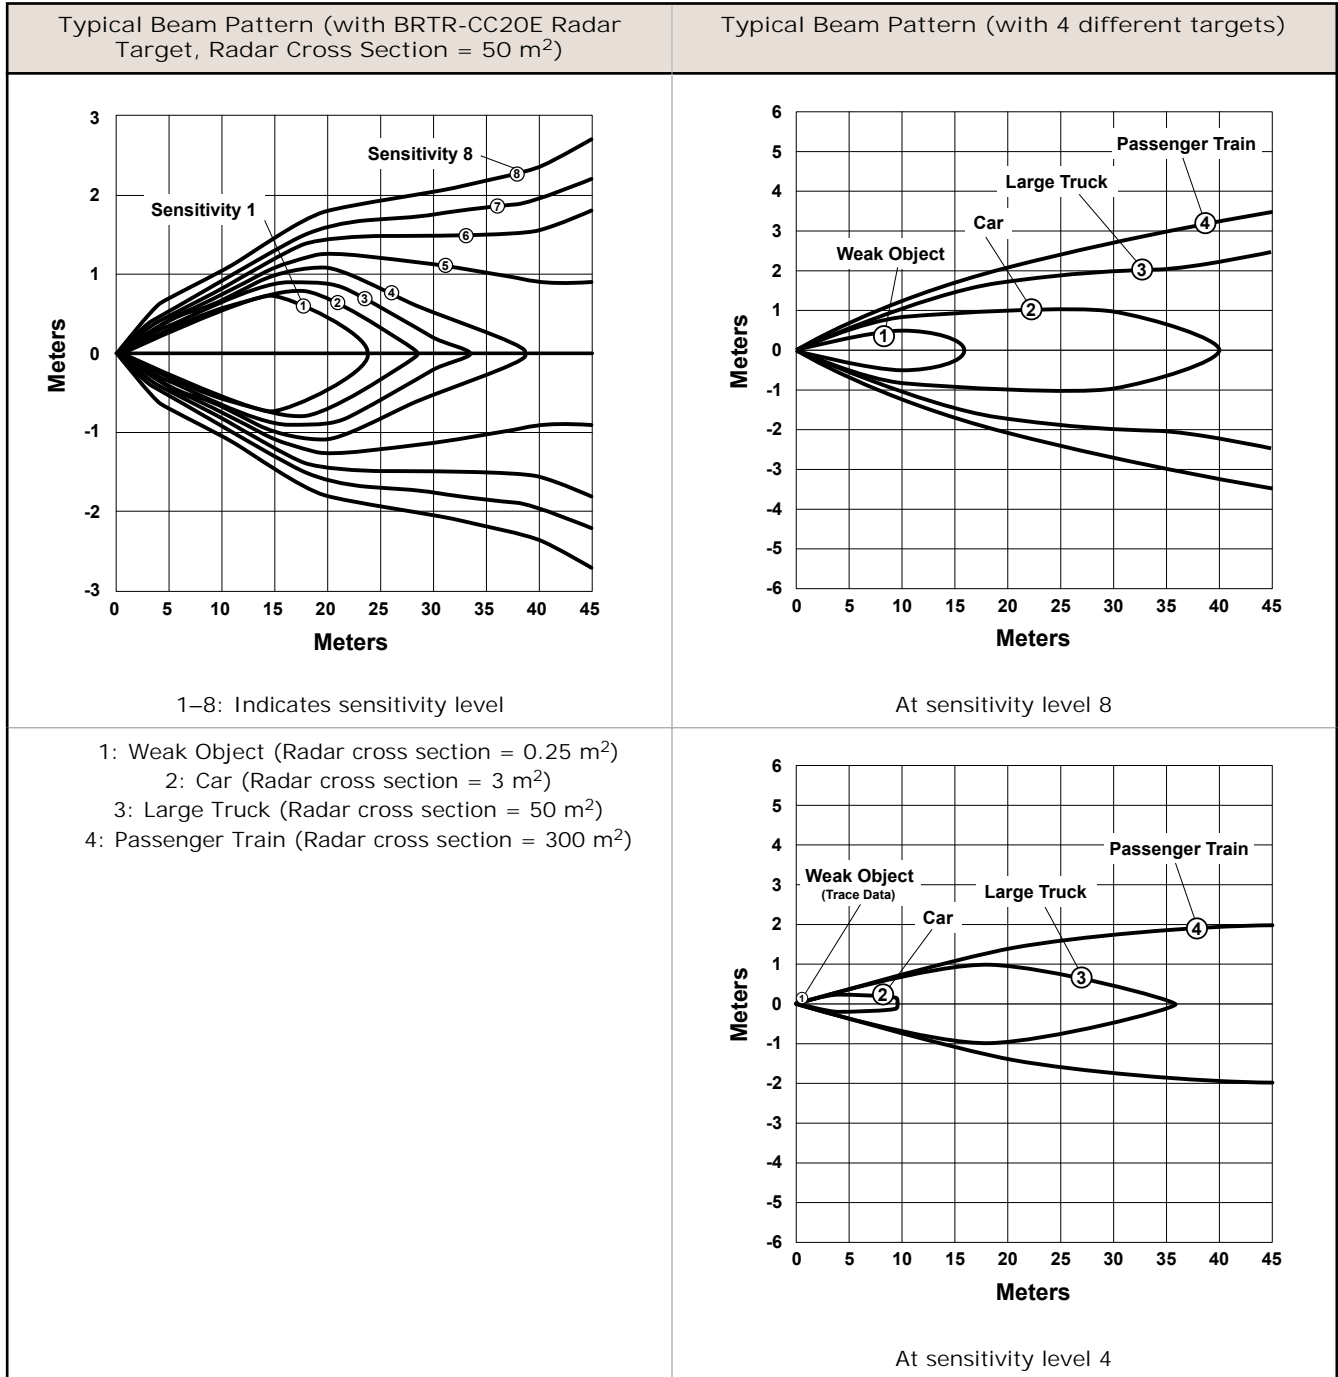 Typical Beam Pattern (with BRTR-CC20E Radar
Target, Radar Cross Section = 50 m²)
Typical Beam Pattern (with 4 different targets)
3
2
1
0
-1
-2
-3
Meters
Sensitivity 8
Sensitivity 1
8
7
6
5
4
3
2
1
0 5 10 15 20 25 30 35 40 45
Meters
1–8: Indicates sensitivity level
6
5
4
3
2
1
0
-1
-2
-3
-4
-5
-6
Meters
Passenger Train
Large Truck
Car
Weak Object
4
3
2
1
0 5 10 15 20 25 30 35 40 45
Meters
At sensitivity level 8
1: Weak Object (Radar cross section = 0.25 m²)
2: Car (Radar cross section = 3 m²)
3: Large Truck (Radar cross section = 50 m²)
4: Passenger Train (Radar cross section = 300 m²)
6
5
4
3
2
1
0
-1
-2
-3
-4
-5
-6
Meters
Passenger Train
Weak Object
(Trace Data)
Large Truck
Car
4
3
2
1
0 5 10 15 20 25 30 35 40 45
Meters
At sensitivity level 4